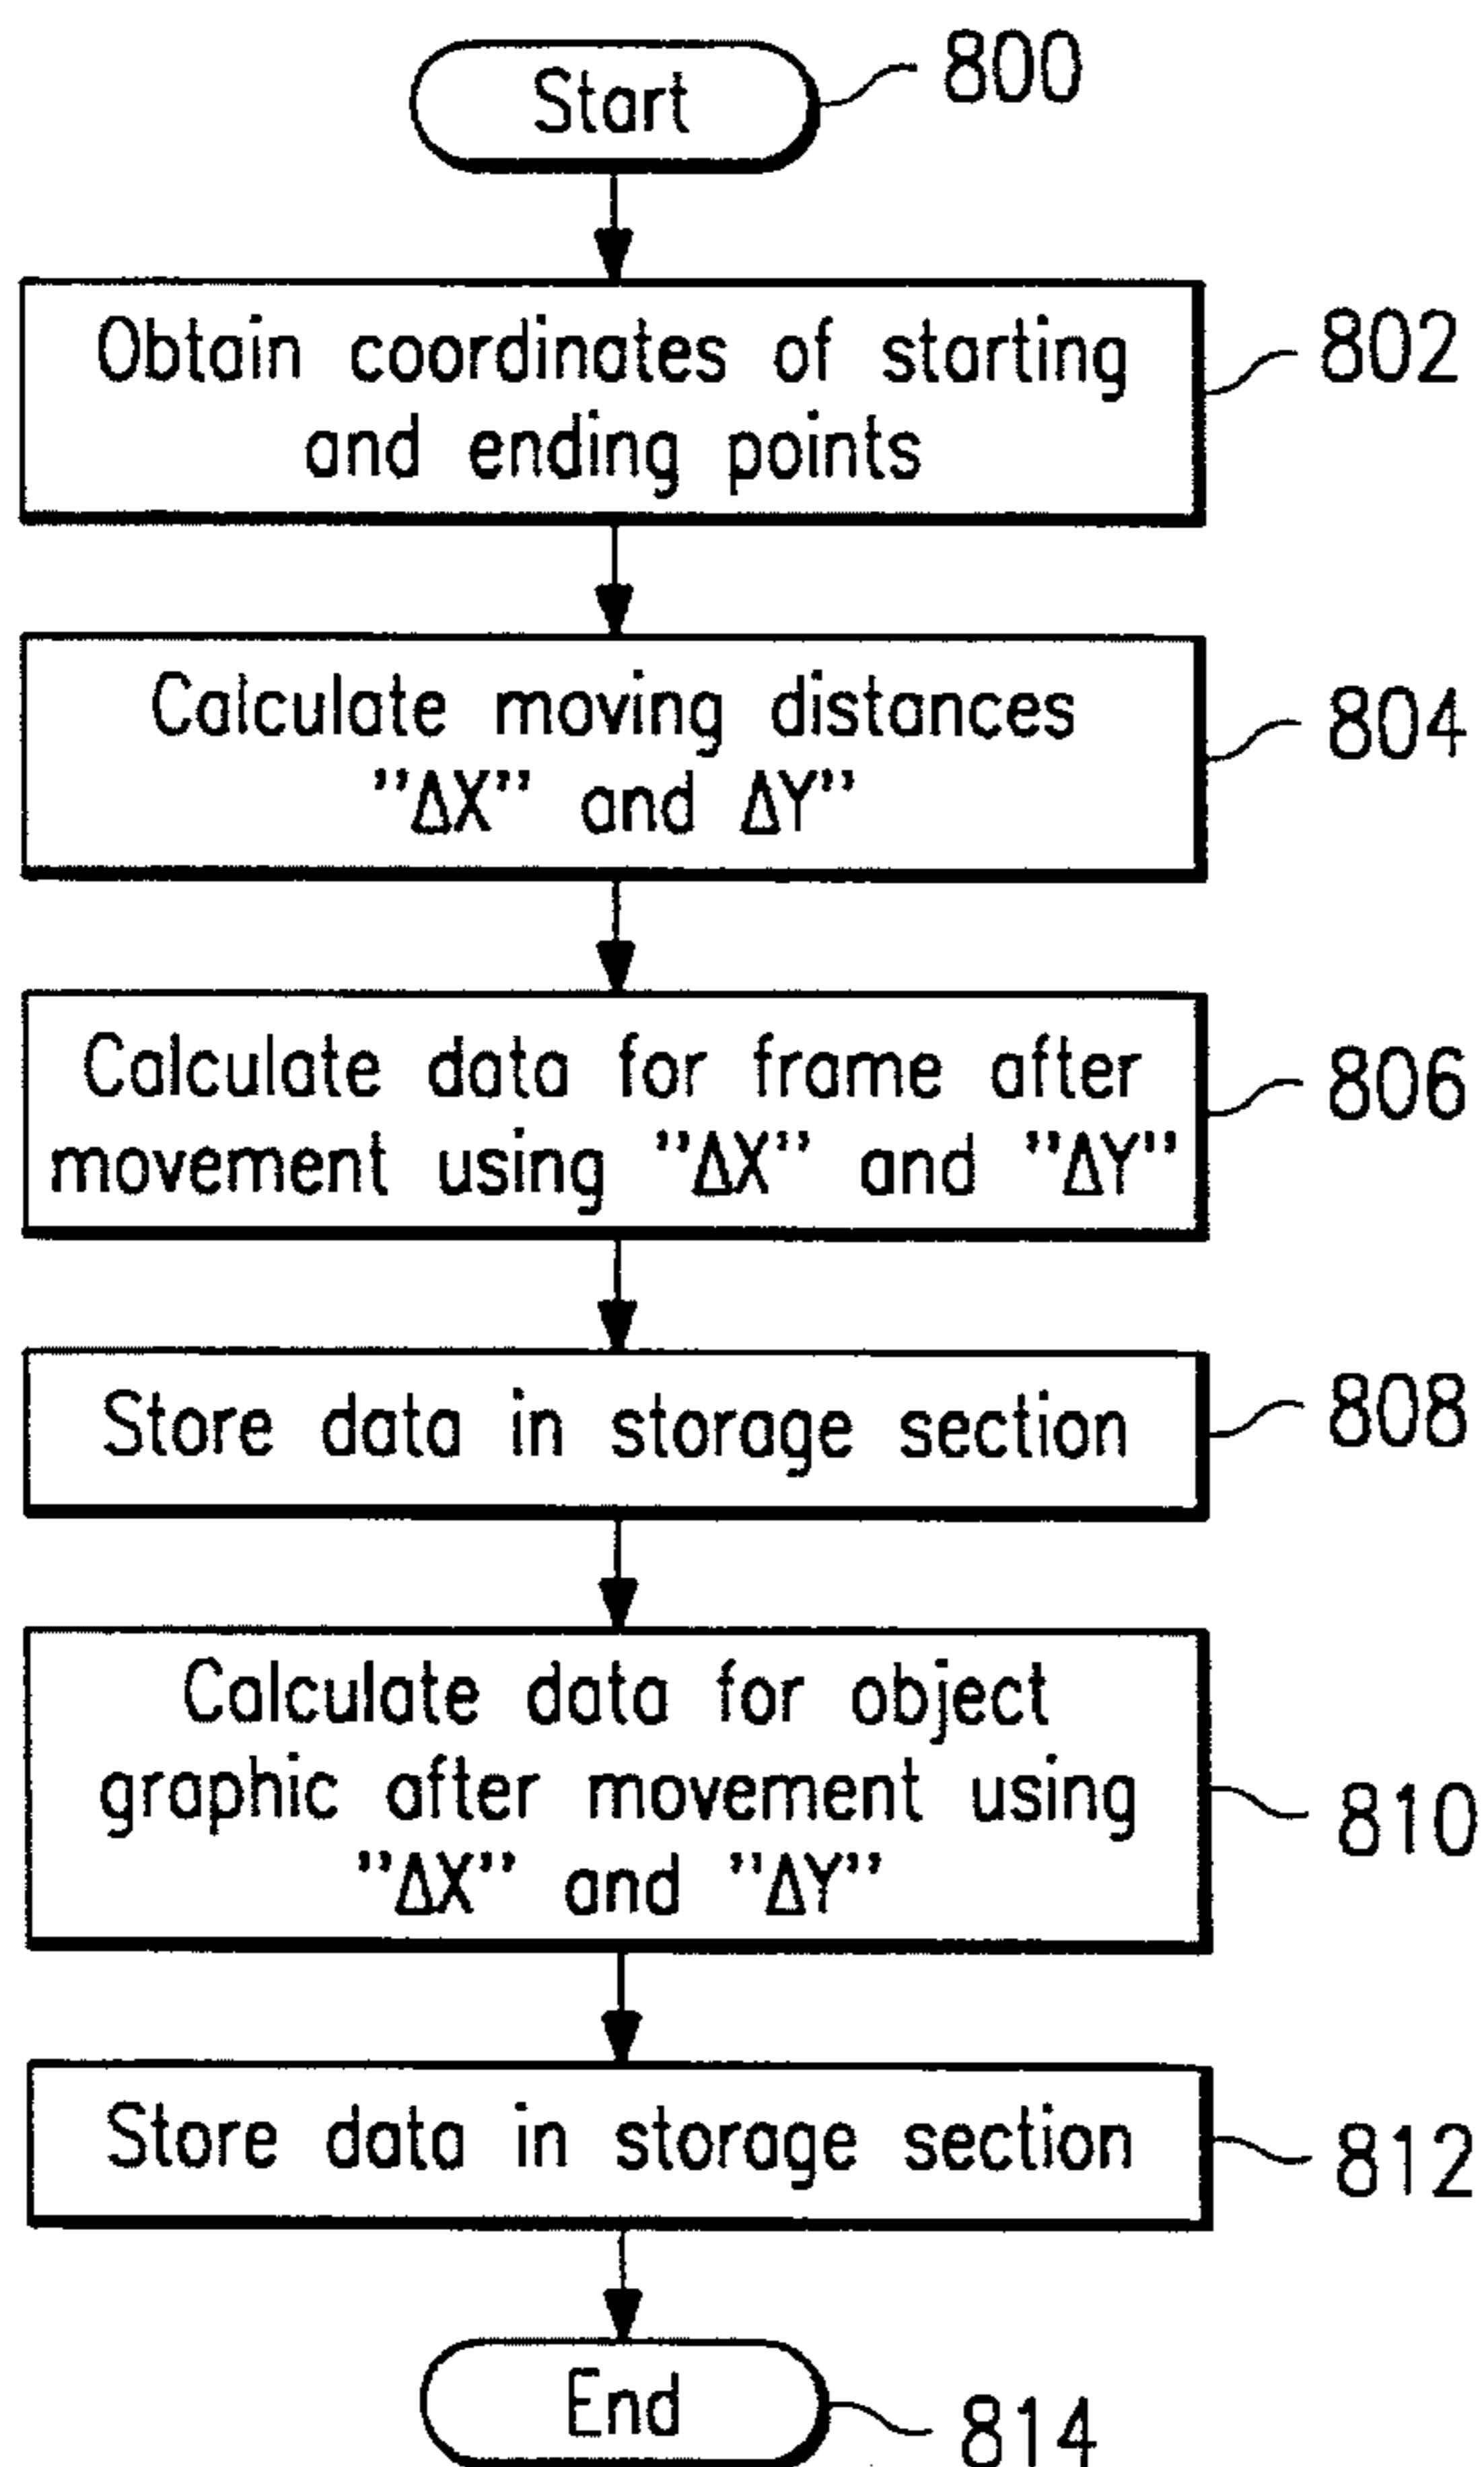 Start
800
Obtain coordinates of starting
and ending points
802
Calculate moving distances
"ΔX" and ΔY"
804
Calculate data for frame after
movement using "ΔX" and "ΔY"
806
Store data in storage section
808
Calculate data for object
graphic after movement using
"ΔX" and "ΔY"
810
Store data in storage section
812
End
814